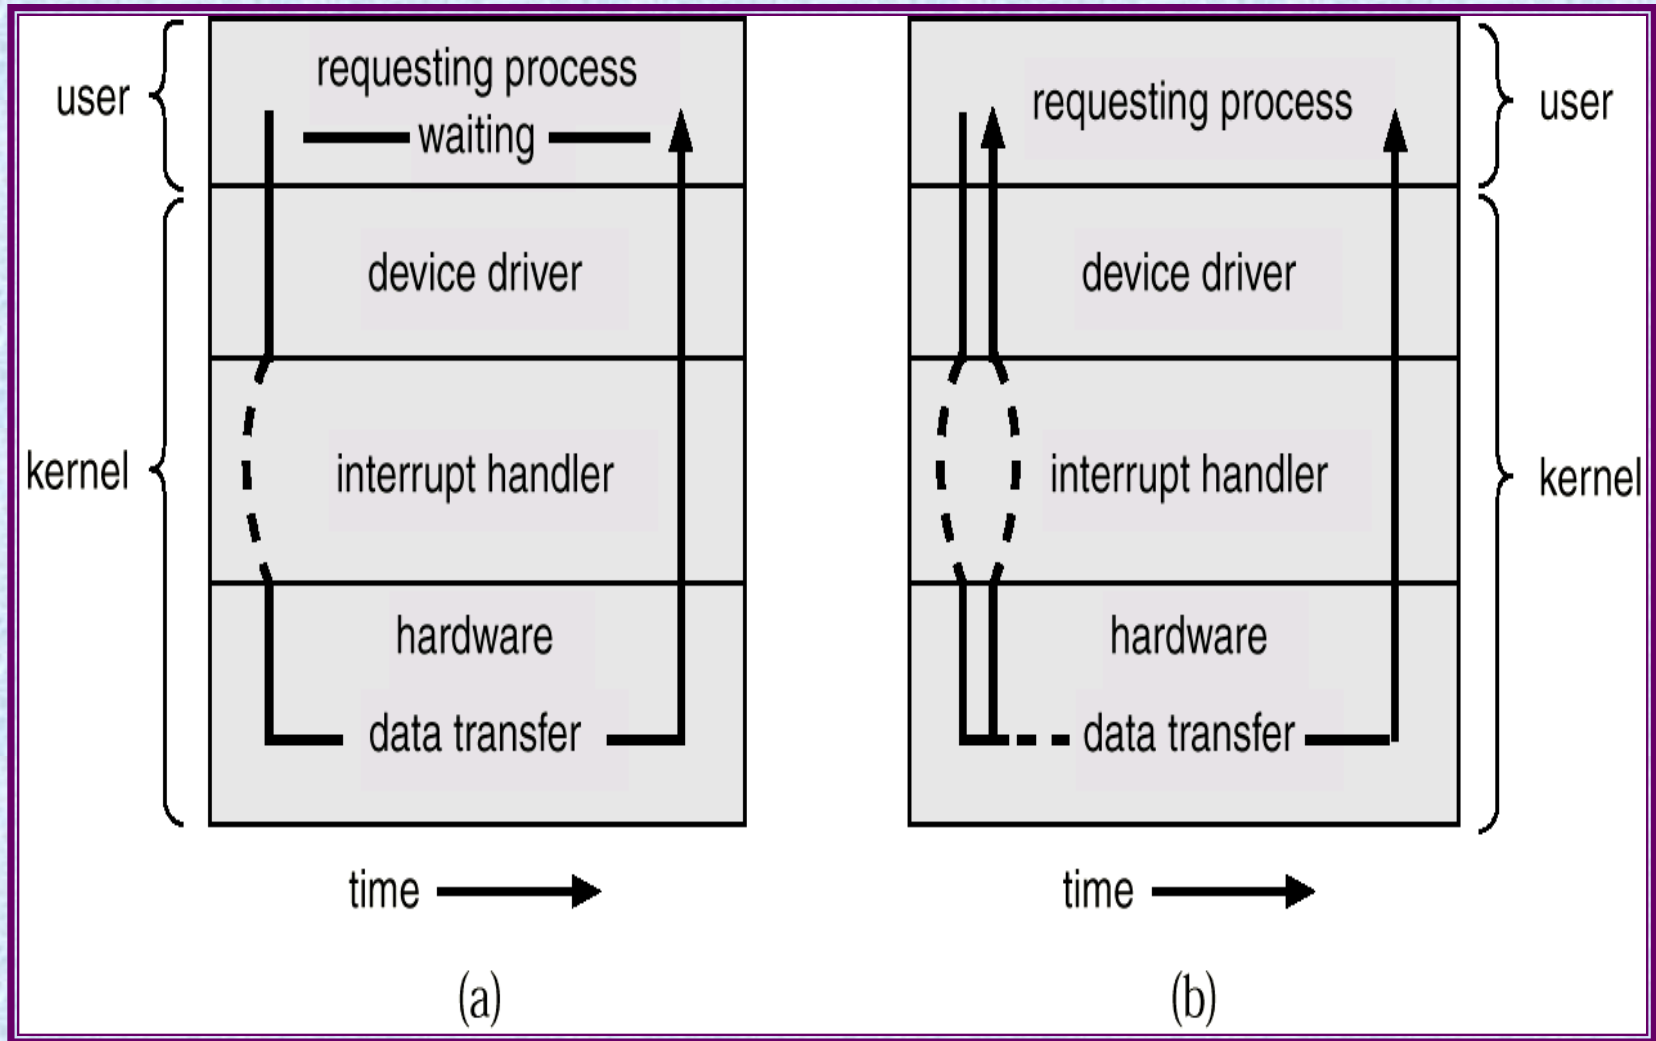 user
requesting process
waiting
device driver
kernel
interrupt handler
hardware
data transfer
time
(a)
requesting process
user
device driver
interrupt handler
kernel
hardware
data transfer
time
(b)